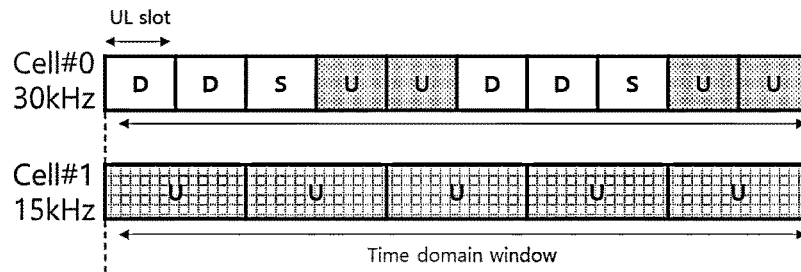 UL slot
Cell#0
30kHz
D D S U U D D S U U
Cell#1
15kHz
U U U U U
Time domain window